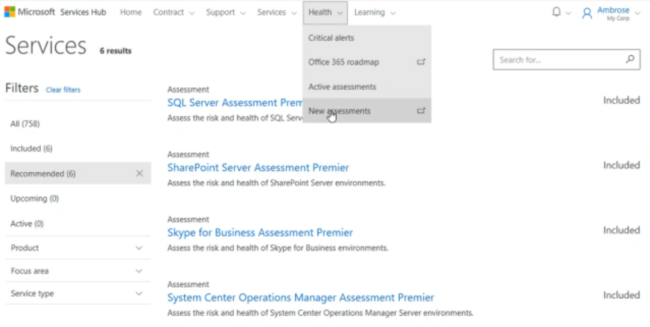 Microsoft Services Hub Home Contract Support Services Health Learning Ambrose
My Corp
Services 6 results
Critical alerts
Office 365 roadmap
Active assessments
New assessments
Search for...
Filters Clear filters
All (758)
Included (6)
Recommended (6)
Upcoming (0)
Active (0)
Product
Focus area
Service type
Assessment
SQL Server Assessment Prem
Included
Assess the risk and health of SQL Serv
Assessment
SharePoint Server Assessment Premier
Included
Assess the risk and health of SharePoint Server environments.
Assessment
Skype for Business Assessment Premier
Included
Assess the risk and health of Skype for Business environments.
Assessment
System Center Operations Manager Assessment Premier
Included
Assess the risk and health of System Center Operations Manager Server environments.